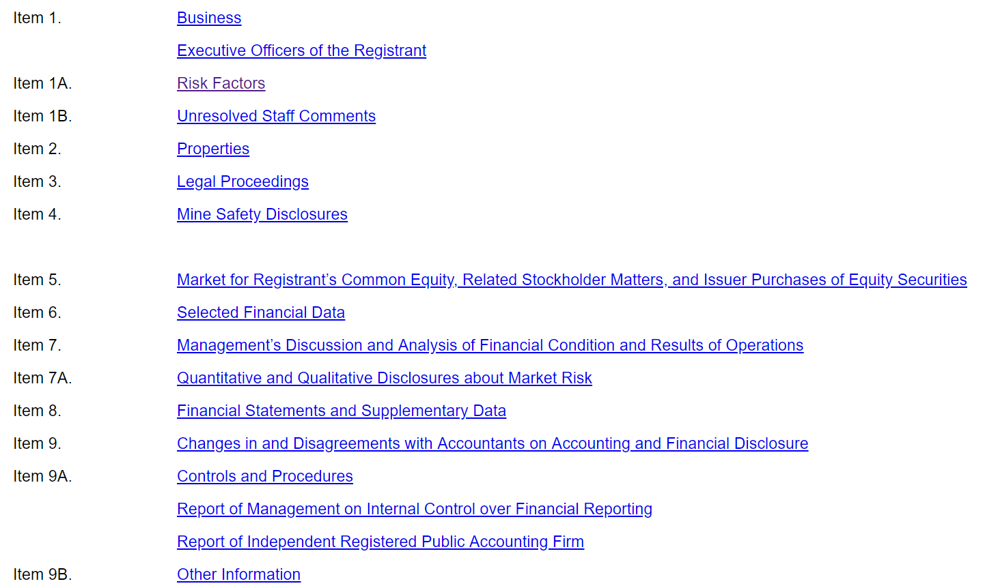 Item 1. Business
Executive Officers of the Registrant
Item 1A. Risk Factors
Item 1B. Unresolved Staff Comments
Item 2. Properties
Item 3. Legal Proceedings
Item 4. Mine Safety Disclosures
Item 5. Market for Registrant’s Common Equity, Related Stockholder Matters, and Issuer Purchases of Equity Securities
Item 6. Selected Financial Data
Item 7. Management’s Discussion and Analysis of Financial Condition and Results of Operations
Item 7A. Quantitative and Qualitative Disclosures about Market Risk
Item 8. Financial Statements and Supplementary Data
Item 9. Changes in and Disagreements with Accountants on Accounting and Financial Disclosure
Item 9A. Controls and Procedures
Report of Management on Internal Control over Financial Reporting
Report of Independent Registered Public Accounting Firm
Item 9B. Other Information